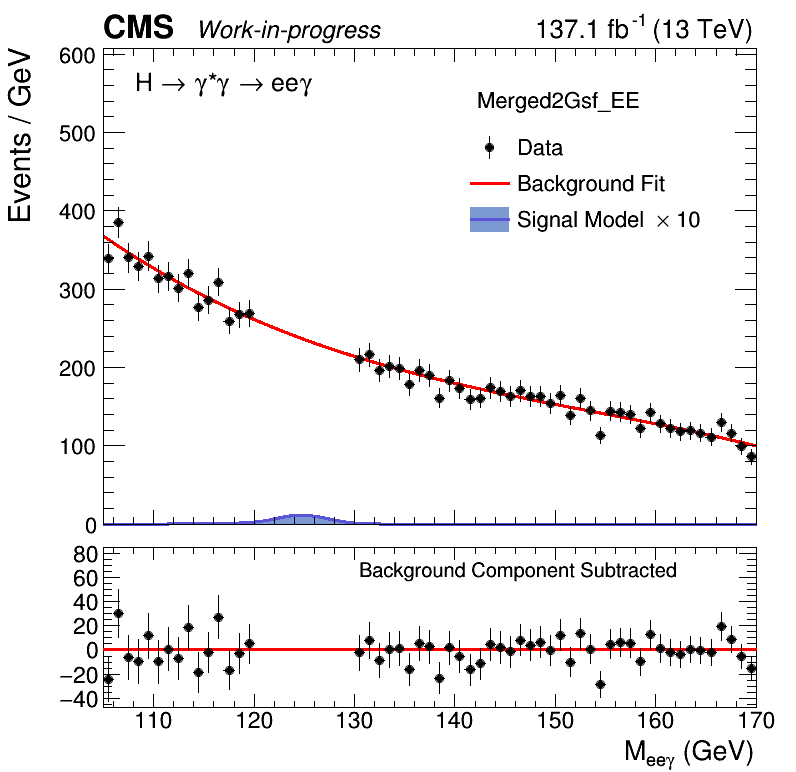 CMS Work-in-progress 137.1 fb⁻¹ (13 TeV)
H → γ*γ → eeγ
Merged2Gsf_EE
Data
Background Fit
Signal Model × 10
Events / GeV
600
500
400
300
200
100
0
Background Component Subtracted
80
60
40
20
0
−20
−40
110 120 130 140 150 160 170
M_eeγ (GeV)